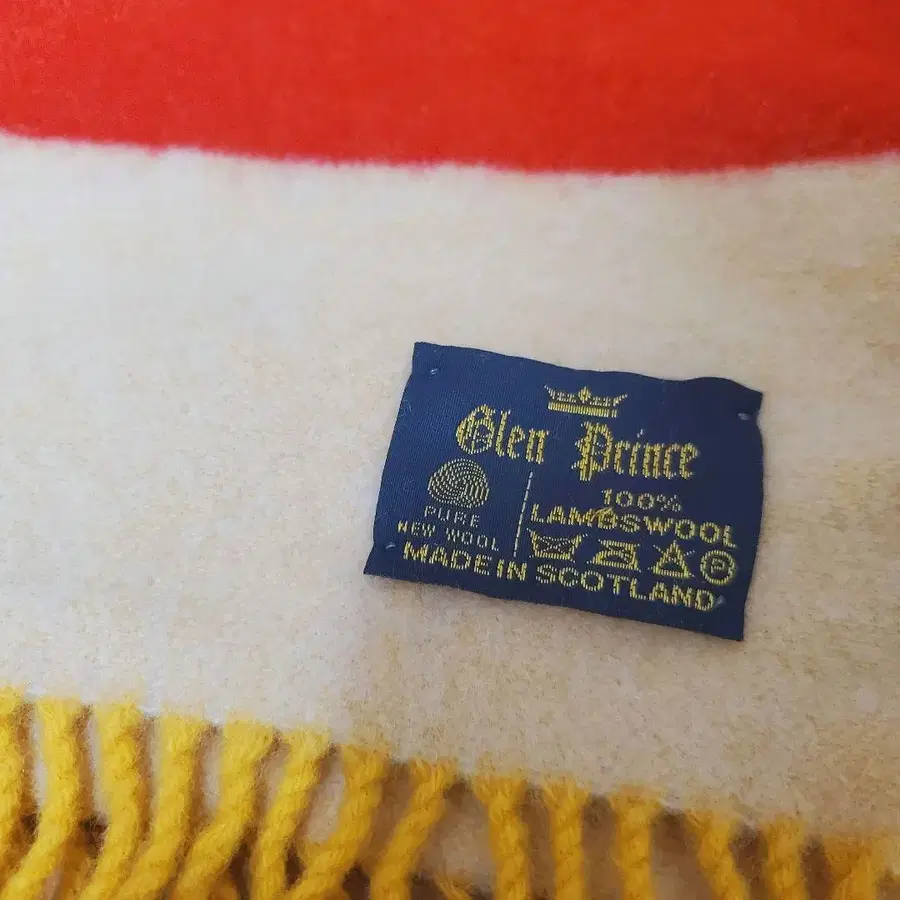 Glen Prince
100%
LAMBSWOOL
PURE
NEW WOOL
P
MADE IN SCOTLAND